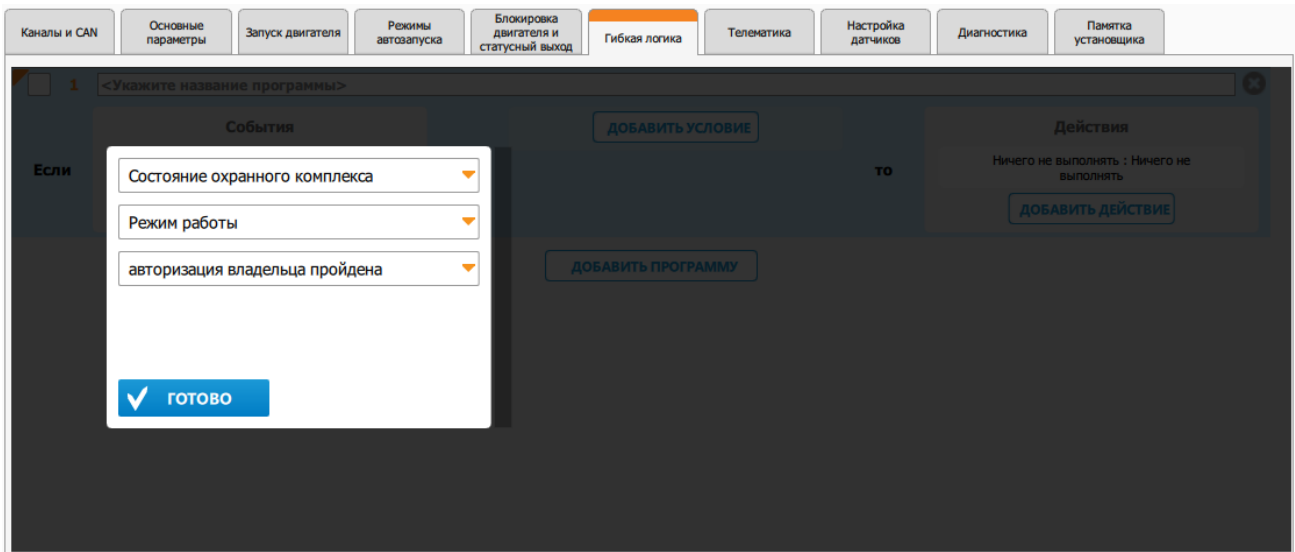 Каналы и CAN
Основные
параметры
Запуск двигателя
Режимы
автозапуска
Блокировка
двигателя и
статусный выход
Гибкая логика
Телематика
Настройка
датчиков
Диагностика
Памятка
установщика
1 <Укажите название программы>
События
ДОБАВИТЬ УСЛОВИЕ
Действия
Если
то
Ничего не выполнять : Ничего не
выполнять
ДОБАВИТЬ ДЕЙСТВИЕ
Состояние охранного комплекса
Режим работы
авторизация владельца пройдена
ГОТОВО
ДОБАВИТЬ ПРОГРАММУ